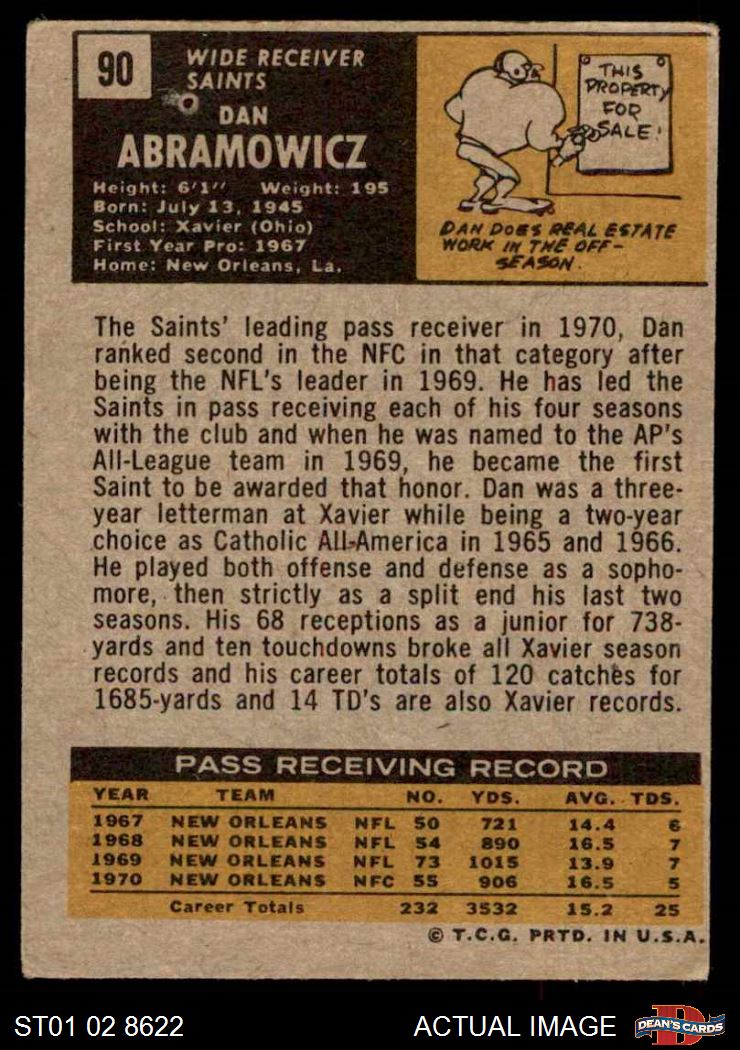 90
WIDE RECEIVER
SAINTS
DAN
ABRAMOWICZ
Height: 6'1" Weight: 195
Born: July 13, 1945
School: Xavier (Ohio)
First Year Pro: 1967
Home: New Orleans, La.
THIS
PROPERTY
FOR
SALE!
DAN DOES REAL ESTATE
WORK IN THE OFF-
SEASON.
The Saints' leading pass receiver in 1970, Dan
ranked second in the NFC in that category after
being the NFL's leader in 1969. He has led the
Saints in pass receiving each of his four seasons
with the club and when he was named to the AP's
All-League team in 1969, he became the first
Saint to be awarded that honor. Dan was a three-
year letterman at Xavier while being a two-year
choice as Catholic All-America in 1965 and 1966.
He played both offense and defense as a sopho-
more, then strictly as a split end his last two
seasons. His 68 receptions as a junior for 738-
yards and ten touchdowns broke all Xavier season
records and his career totals of 120 catches for
1685-yards and 14 TD's are also Xavier records.
PASS RECEIVING RECORD
YEAR TEAM NO. YDS. AVG. TDS.
1967 NEW ORLEANS NFL 50 721 14.4 6
1968 NEW ORLEANS NFL 54 890 16.5 7
1969 NEW ORLEANS NFL 73 1015 13.9 7
1970 NEW ORLEANS NFC 55 906 16.5 5
Career Totals 232 3532 15.2 25
© T.C.G. PRTD. IN U.S.A.
ST01 02 8622 ACTUAL IMAGE D DEAN'S CARDS